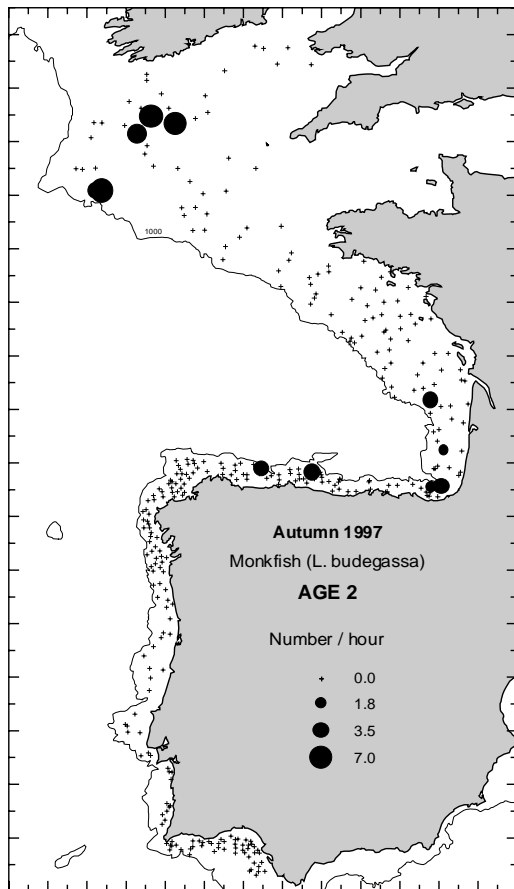 1000
Autumn 1997
Monkfish (L. budegassa)
AGE 2
Number / hour
0.0
1.8
3.5
7.0